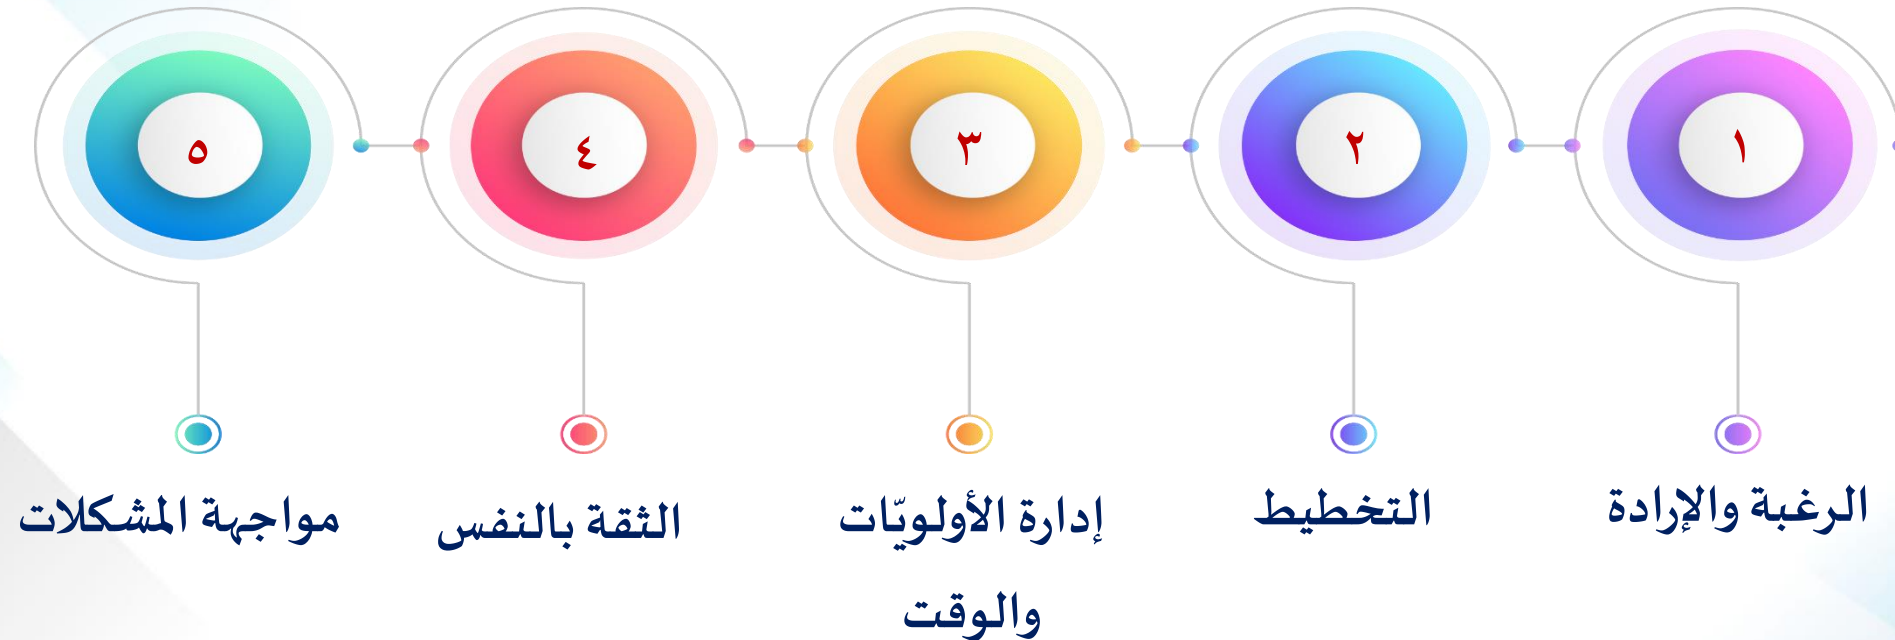 ١
٢
٣
٤
٥
الرغبة والإرادة
التخطيط
إدارة الأولويّات
والوقت
الثقة بالنفس
مواجهة المشكلات